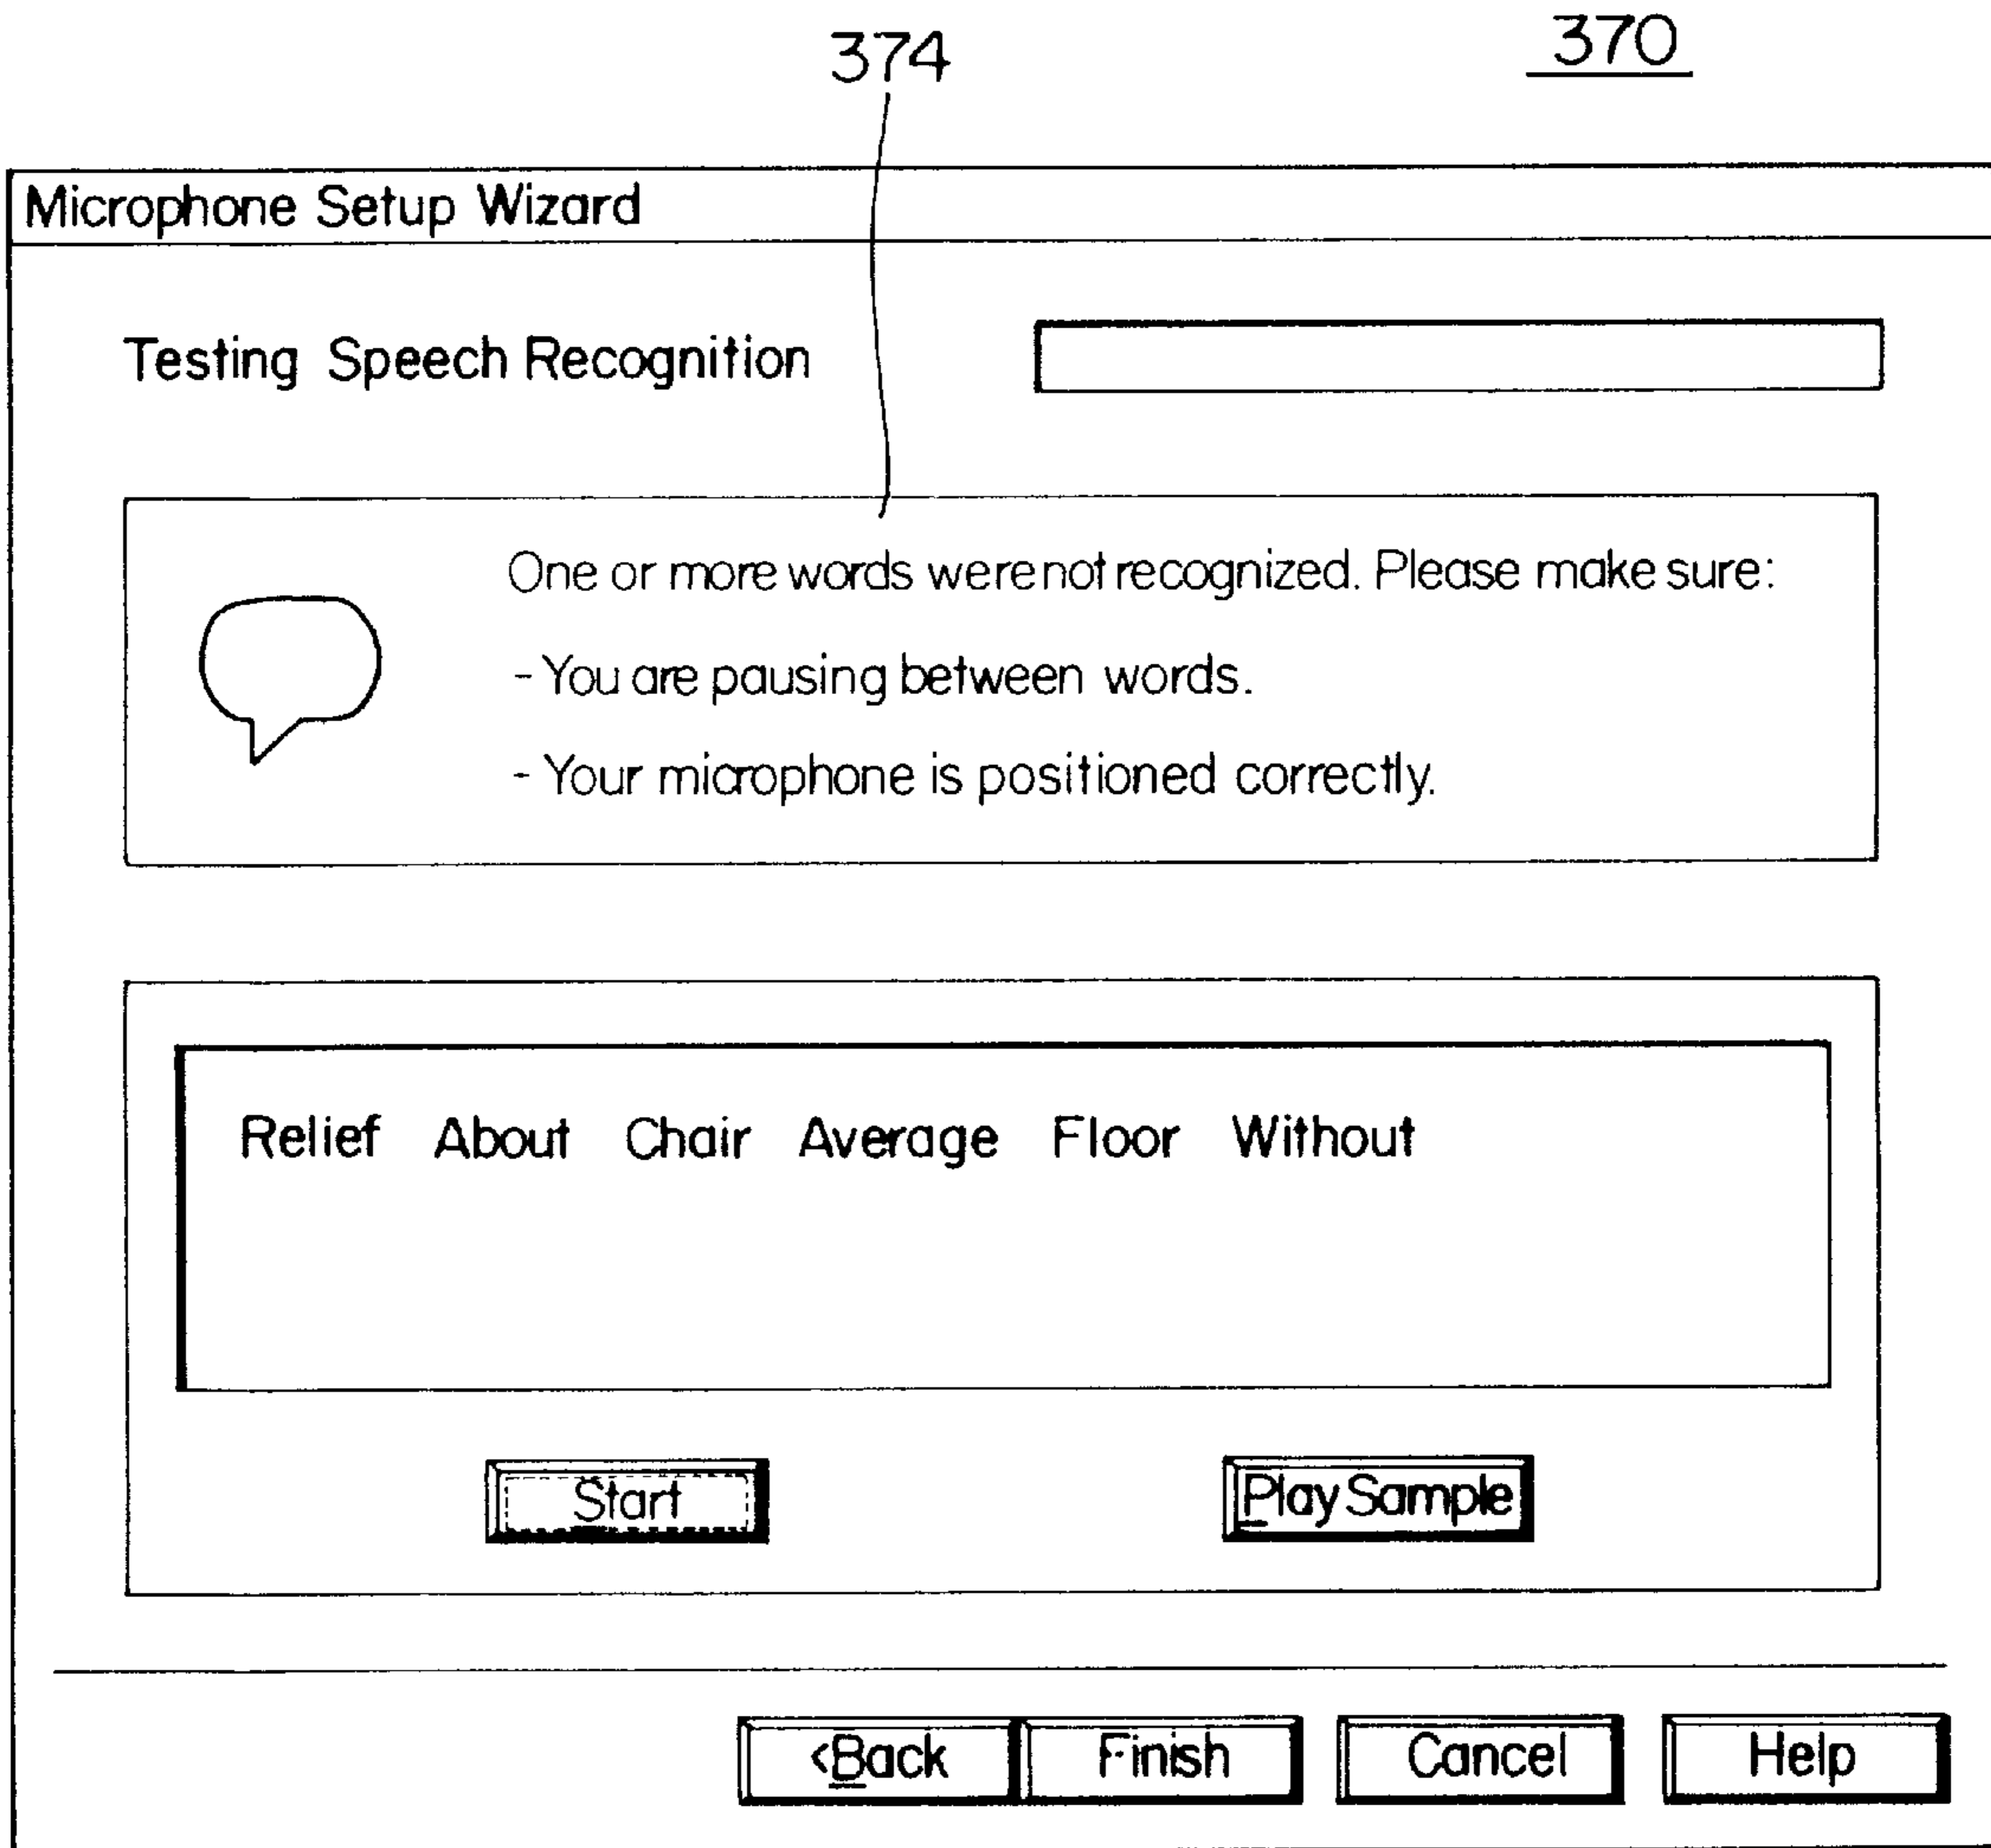 374 370
Microphone Setup Wizard
Testing Speech Recognition
One or more words were not recognized. Please make sure:
- You are pausing between words.
- Your microphone is positioned correctly.
Relief About Chair Average Floor Without
Start Play Sample
<Back Finish Cancel Help